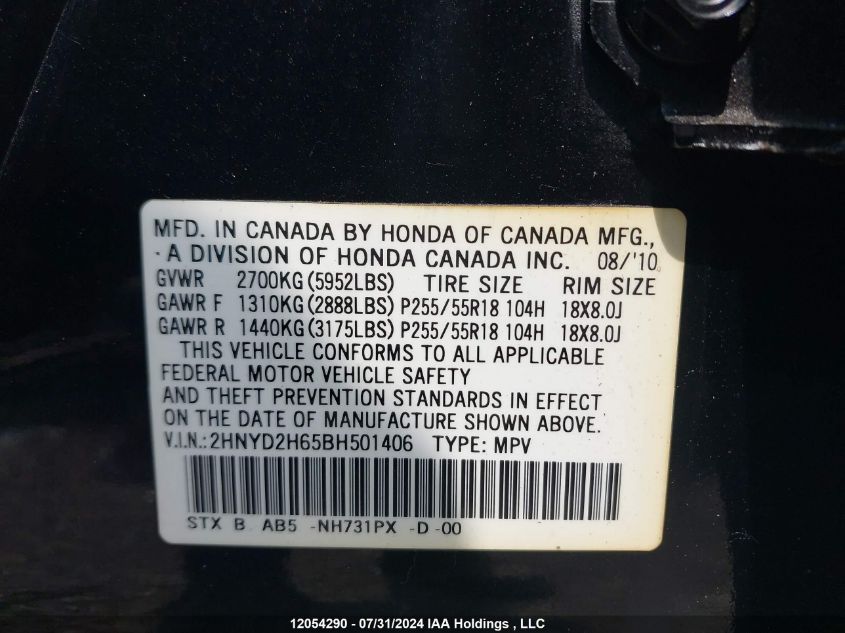 MFD. IN CANADA BY HONDA OF CANADA MFG.,
- A DIVISION OF HONDA CANADA INC. 08/'10
GVWR 2700KG (5952LBS) TIRE SIZE RIM SIZE
GAWR F 1310KG (2888LBS) P255/55R18 104H 18X8.0J
GAWR R 1440KG (3175LBS) P255/55R18 104H 18X8.0J
THIS VEHICLE CONFORMS TO ALL APPLICABLE
FEDERAL MOTOR VEHICLE SAFETY
AND THEFT PREVENTION STANDARDS IN EFFECT
ON THE DATE OF MANUFACTURE SHOWN ABOVE.
V.I.N.: 2HNYD2H65BH501406 TYPE: MPV
STX B AB5 -NH731PX -D -00
12054290 - 07/31/2024 IAA Holdings , LLC